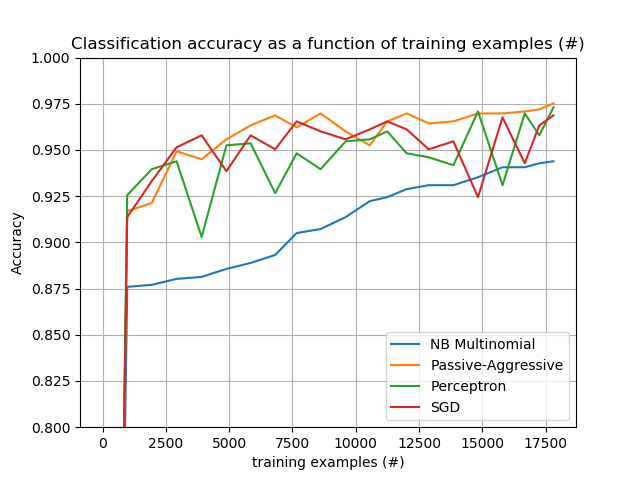 Classification accuracy as a function of training examples (#)
1.000
0.975
0.950
0.925
0.900
0.875
0.850
0.825
0.800
Accuracy
NB Multinomial
Passive-Aggressive
Perceptron
SGD
0 2500 5000 7500 10000 12500 15000 17500
training examples (#)